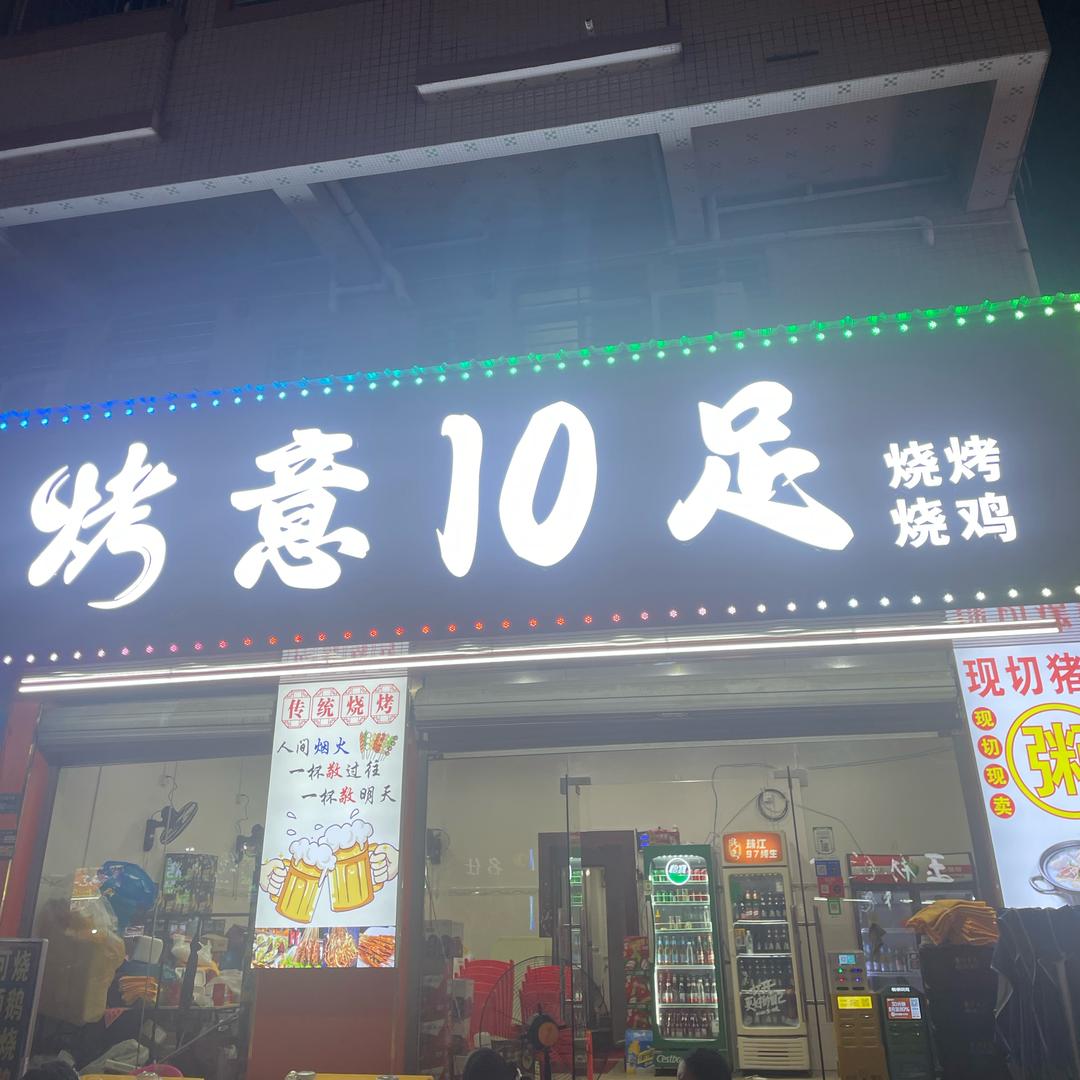 烤意10足
烧烤
烧鸡
传统烧烤
人间烟火
一杯敬过往
一杯敬明天
现切猪
现切现卖
粥
珠江
97纯生
Cestbon